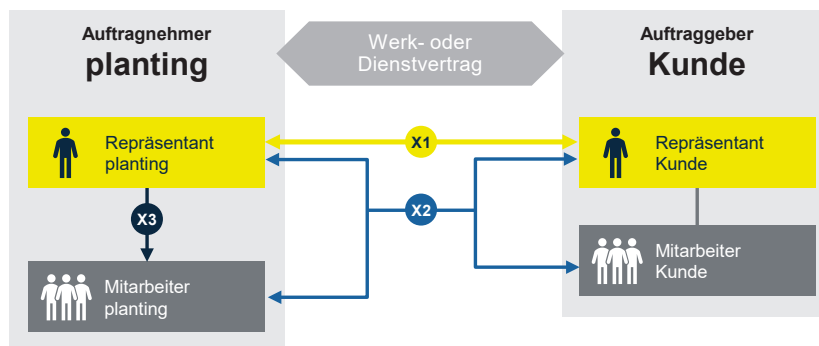 Auftragnehmer
planting
Werk- oder
Dienstvertrag
Auftraggeber
Kunde
Repräsentant
planting
X1
Repräsentant
Kunde
X2
X3
Mitarbeiter
planting
Mitarbeiter
Kunde